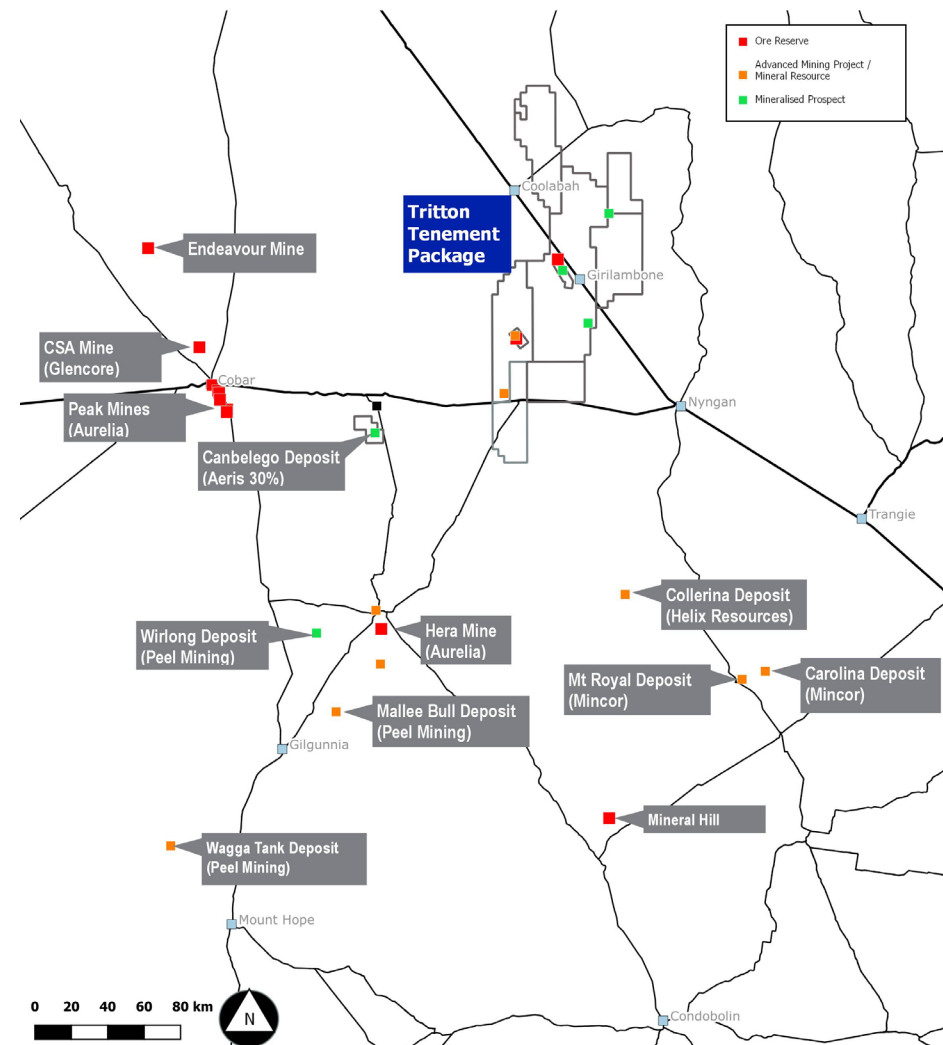 Ore Reserve
Advanced Mining Project /
Mineral Resource
Mineralised Prospect
Coolabah
Tritton
Tenement
Package
Endeavour Mine
Girilambone
CSA Mine
(Glencore)
Cobar
Peak Mines
(Aurelia)
Nyngan
Canbelego Deposit
(Aeris 30%)
Trangie
Collerina Deposit
(Helix Resources)
Wirlong Deposit
(Peel Mining)
Hera Mine
(Aurelia)
Mt Royal Deposit
(Mincor)
Carolina Deposit
(Mincor)
Mallee Bull Deposit
(Peel Mining)
Gilgunnia
Mineral Hill
Wagga Tank Deposit
(Peel Mining)
Mount Hope
0 20 40 60 80 km
N
Condobolin